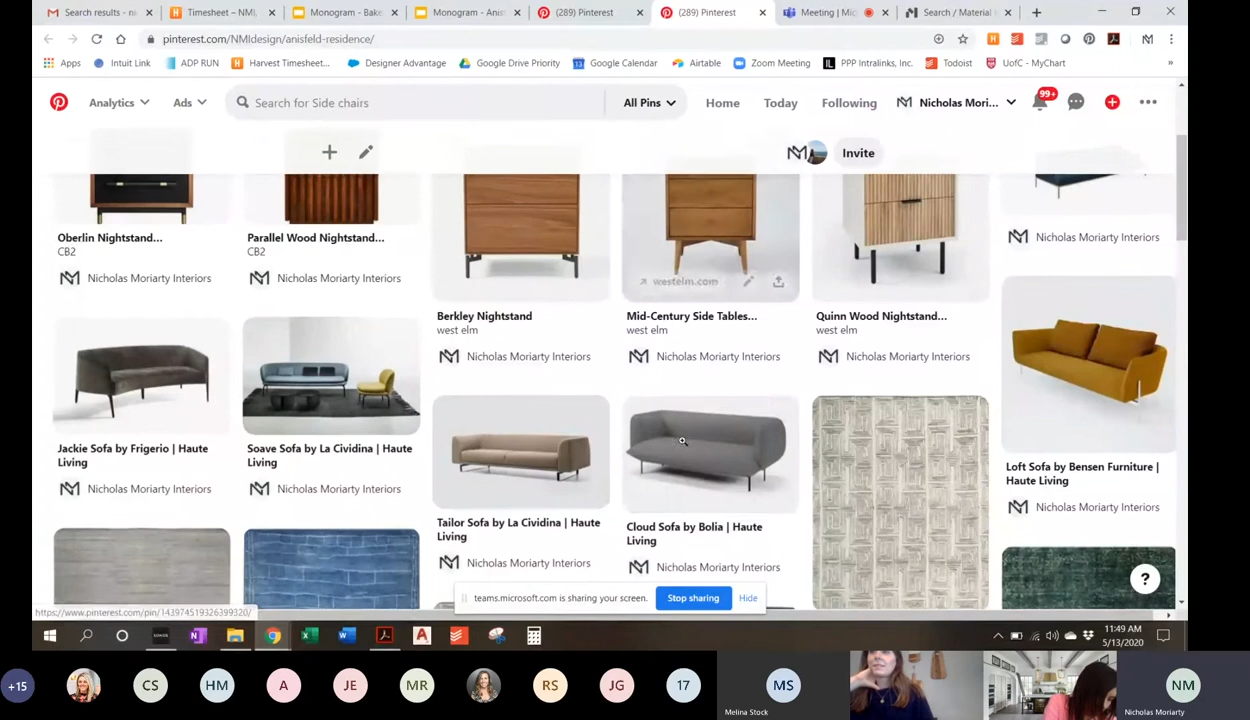 Search results - ni
Timesheet – NMI,
Monogram - Bake
Monogram - Anis
(289) Pinterest
(289) Pinterest
Meeting | Mic
Search / Material
pinterest.com/NMIdesign/anisfeld-residence/
Apps
Intuit Link
ADP RUN
Harvest Timesheet...
Designer Advantage
Google Drive Priority
Google Calendar
Airtable
Zoom Meeting
PPP Intralinks, Inc.
Todoist
UofC - MyChart
Analytics
Ads
Search for Side chairs
All Pins
Home
Today
Following
Nicholas Mori...
99+
Invite
Oberlin Nightstand...
CB2
Nicholas Moriarty Interiors
Parallel Wood Nightstand...
CB2
Nicholas Moriarty Interiors
Berkley Nightstand
west elm
Nicholas Moriarty Interiors
westelm.com
Mid-Century Side Tables...
west elm
Nicholas Moriarty Interiors
Quinn Wood Nightstand...
west elm
Nicholas Moriarty Interiors
Nicholas Moriarty Interiors
Jackie Sofa by Frigerio | Haute
Living
Nicholas Moriarty Interiors
Soave Sofa by La Cividina | Haute
Living
Nicholas Moriarty Interiors
Tailor Sofa by La Cividina | Haute
Living
Nicholas Moriarty Interiors
Cloud Sofa by Bolia | Haute
Living
Nicholas Moriarty Interiors
Loft Sofa by Bensen Furniture |
Haute Living
Nicholas Moriarty Interiors
?
teams.microsoft.com is sharing your screen.
Stop sharing
Hide
https://www.pinterest.com/pin/143974519326399320/
11:49 AM
5/13/2020
+15
CS
HM
A
JE
MR
RS
JG
17
MS
Melina Stock
NM
Nicholas Moriarty